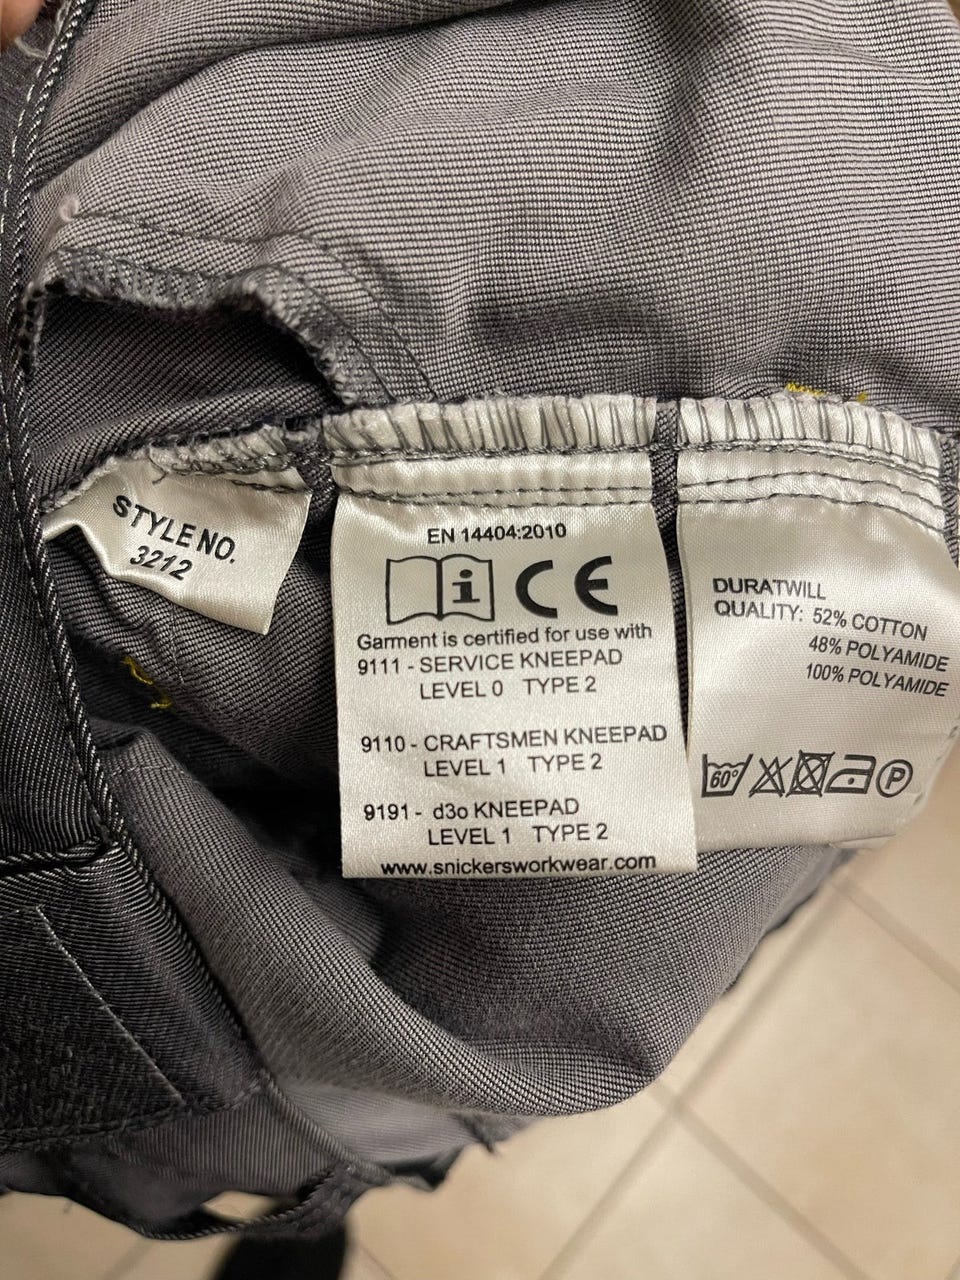 STYLE NO.
3212
EN 14404:2010
i CE
Garment is certified for use with
9111 - SERVICE KNEEPAD
LEVEL 0 TYPE 2
9110 - CRAFTSMEN KNEEPAD
LEVEL 1 TYPE 2
9191 - d3o KNEEPAD
LEVEL 1 TYPE 2
www.snickersworkwear.com
DURATWILL
QUALITY: 52% COTTON
48% POLYAMIDE
100% POLYAMIDE
60° P